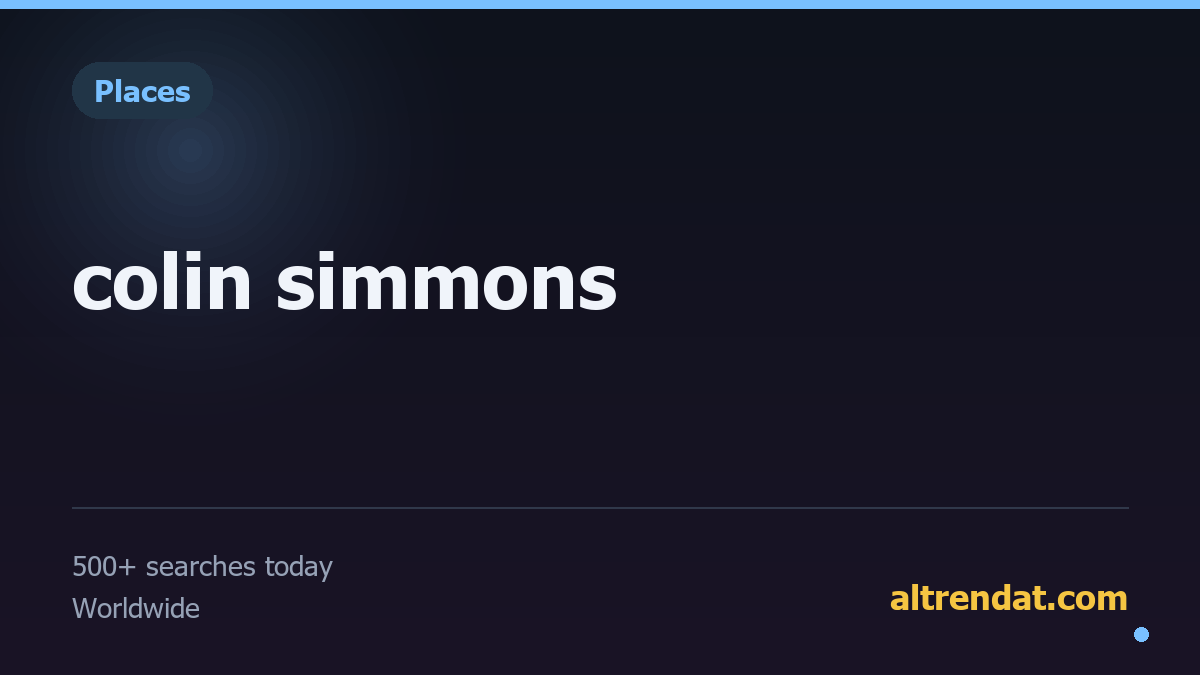 Places
colin simmons
500+ searches today
Worldwide
altrendat.com